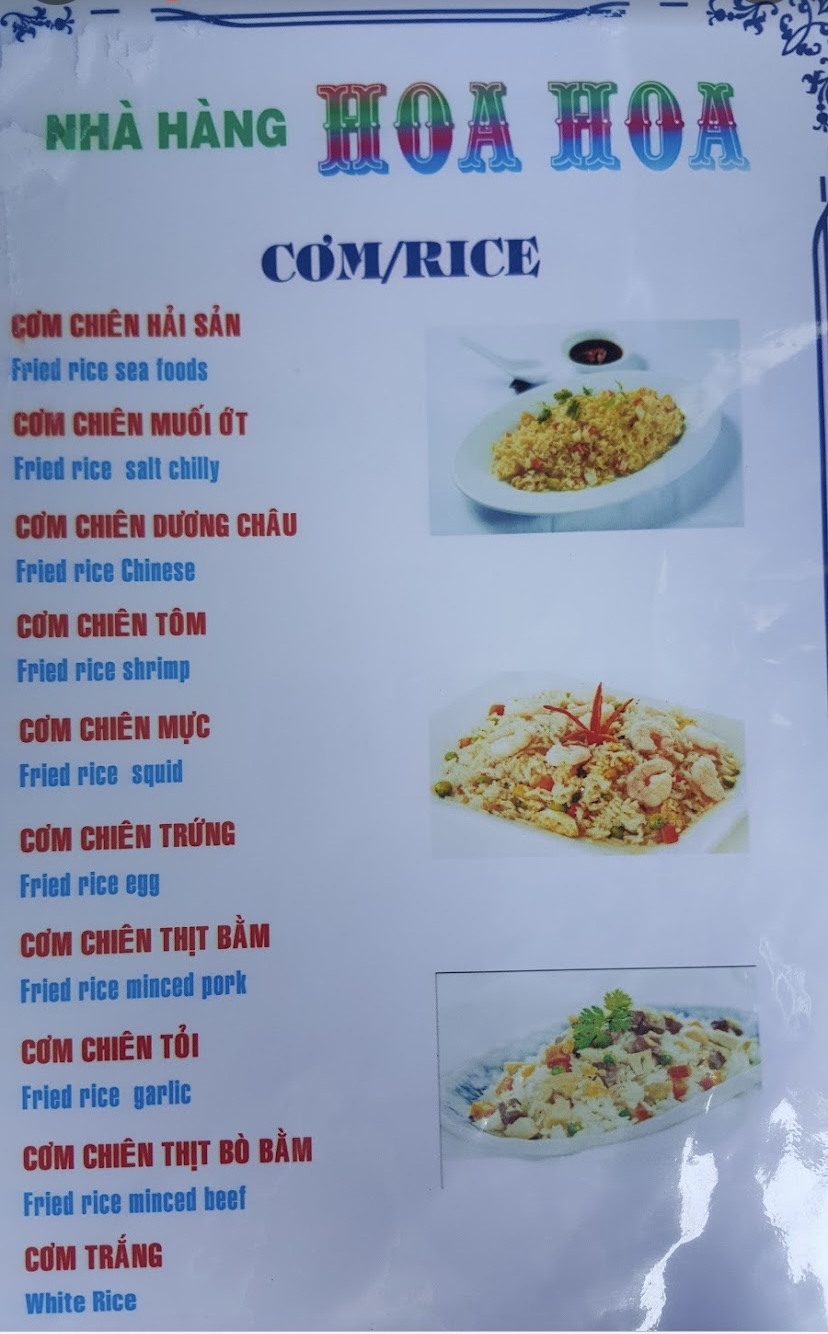 NHÀ HÀNG HOA HOA
CƠM/RICE
CƠM CHIÊN HẢI SẢN
Fried rice sea foods
CƠM CHIÊN MUỐI ỚT
Fried rice salt chilly
CƠM CHIÊN DƯƠNG CHÂU
Fried rice Chinese
CƠM CHIÊN TÔM
Fried rice shrimp
CƠM CHIÊN MỰC
Fried rice squid
CƠM CHIÊN TRỨNG
Fried rice egg
CƠM CHIÊN THỊT BẰM
Fried rice minced pork
CƠM CHIÊN TỎI
Fried rice garlic
CƠM CHIÊN THỊT BÒ BẰM
Fried rice minced beef
CƠM TRẮNG
White Rice